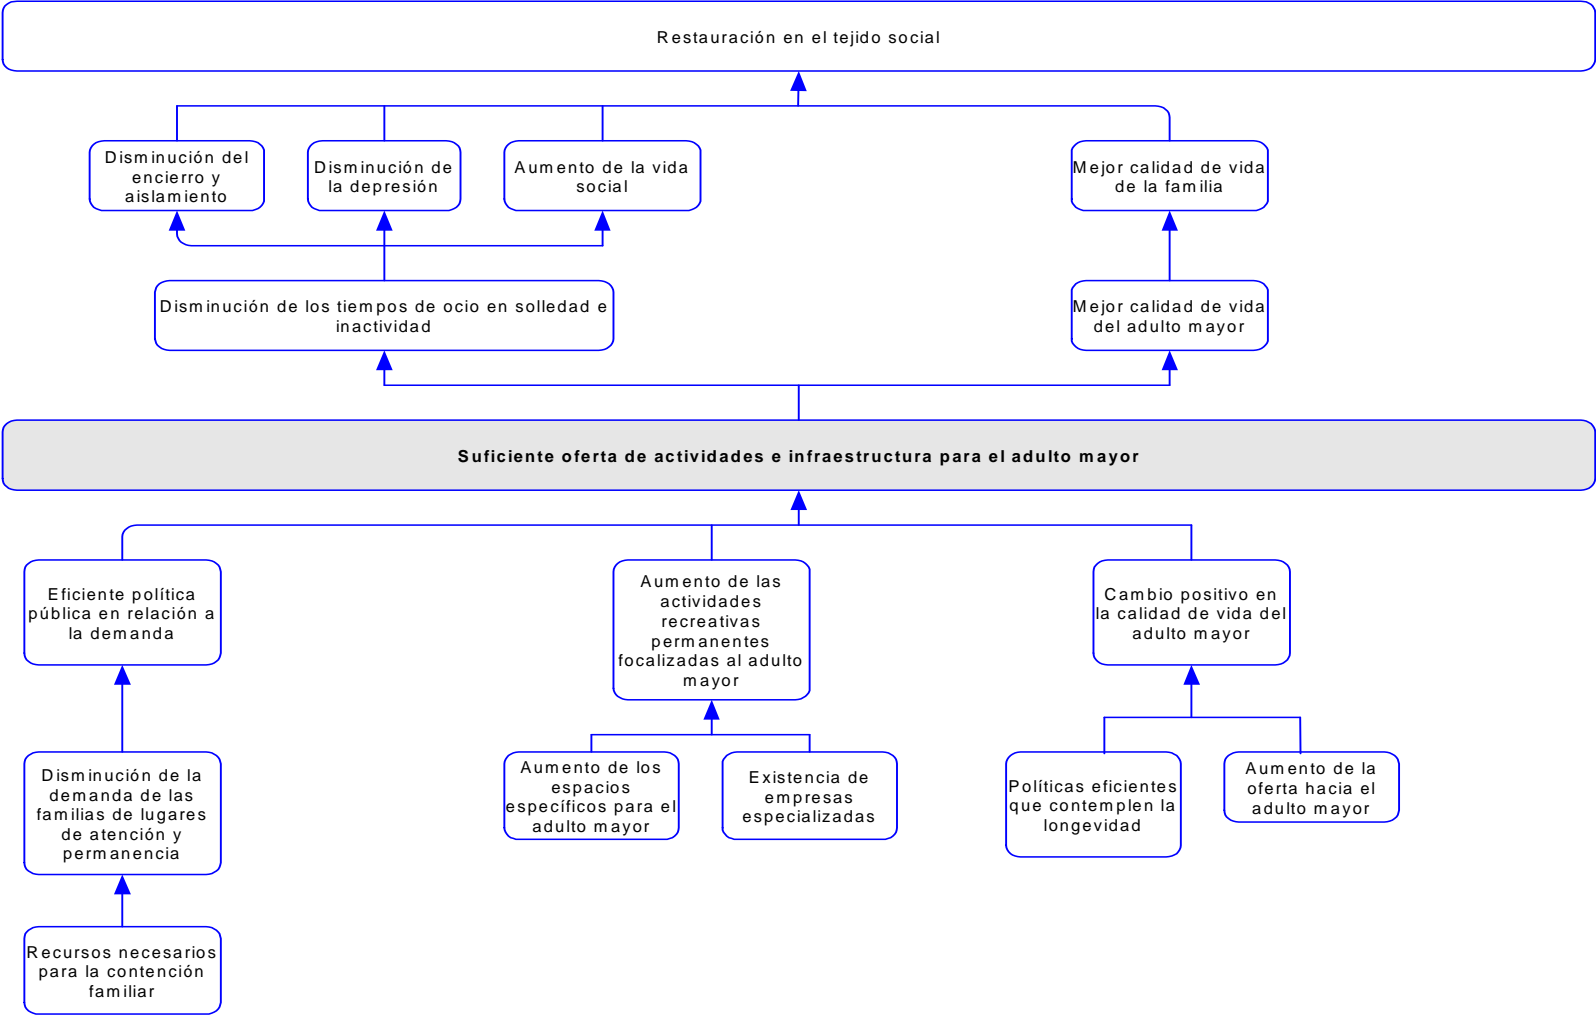 Restauración en el tejido social
Disminución del
encierro y
aislamiento
Disminución de
la depresión
Aumento de la vida
social
Mejor calidad de vida
de la familia
Disminución de los tiempos de ocio en solledad e
inactividad
Mejor calidad de vida
del adulto mayor
Suficiente oferta de actividades e infraestructura para el adulto mayor
Eficiente política
pública en relación a
la demanda
Aumento de las
actividades
recreativas
permanentes
focalizadas al adulto
mayor
Cambio positivo en
la calidad de vida del
adulto mayor
Disminución de la
demanda de las
familias de lugares
de atención y
permanencia
Aumento de los
espacios
específicos para el
adulto mayor
Existencia de
empresas
especializadas
Políticas eficientes
que contemplen la
longevidad
Aumento de la
oferta hacia el
adulto mayor
Recursos necesarios
para la contención
familiar